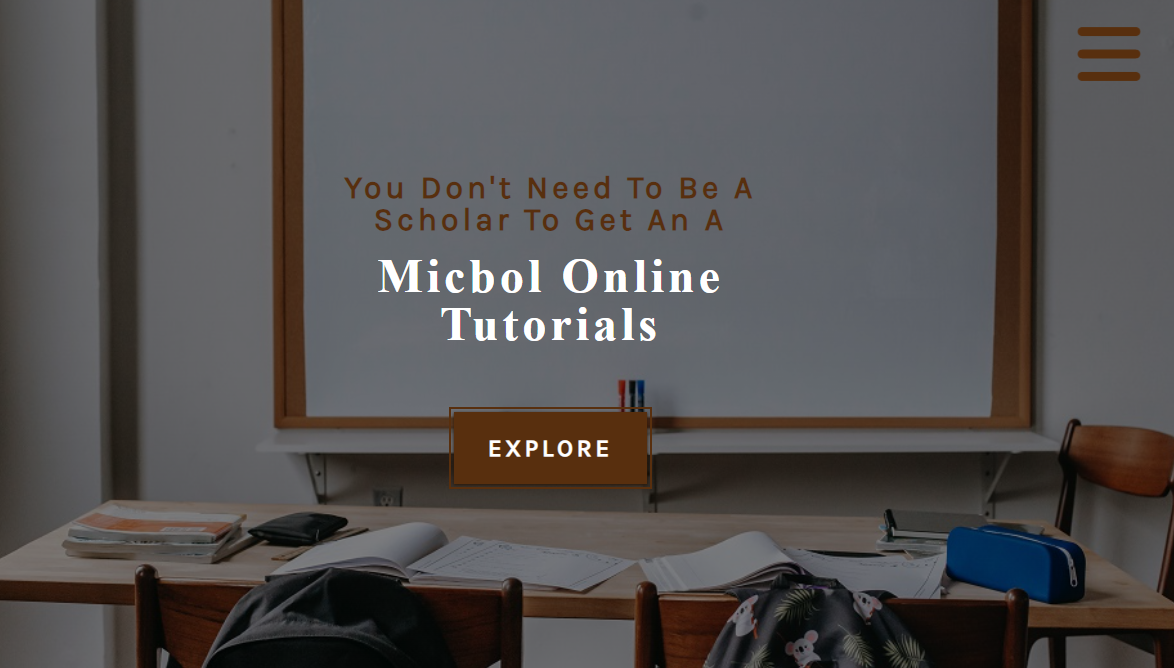 You Don't Need To Be A
Scholar To Get An A
Micbol Online
Tutorials
EXPLORE